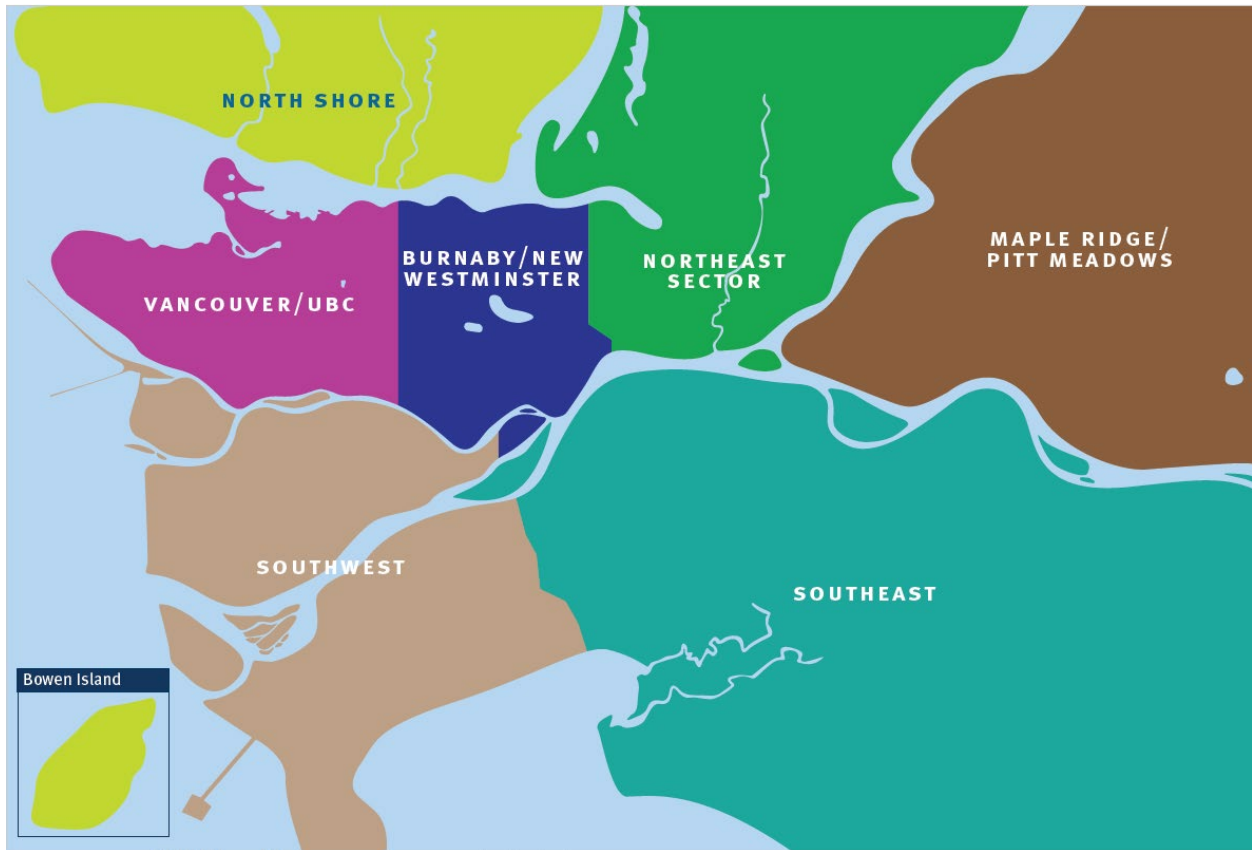 NORTH SHORE
BURNABY/NEW
WESTMINSTER
NORTHEAST
SECTOR
MAPLE RIDGE/
PITT MEADOWS
VANCOUVER/UBC
SOUTHWEST
SOUTHEAST
Bowen Island